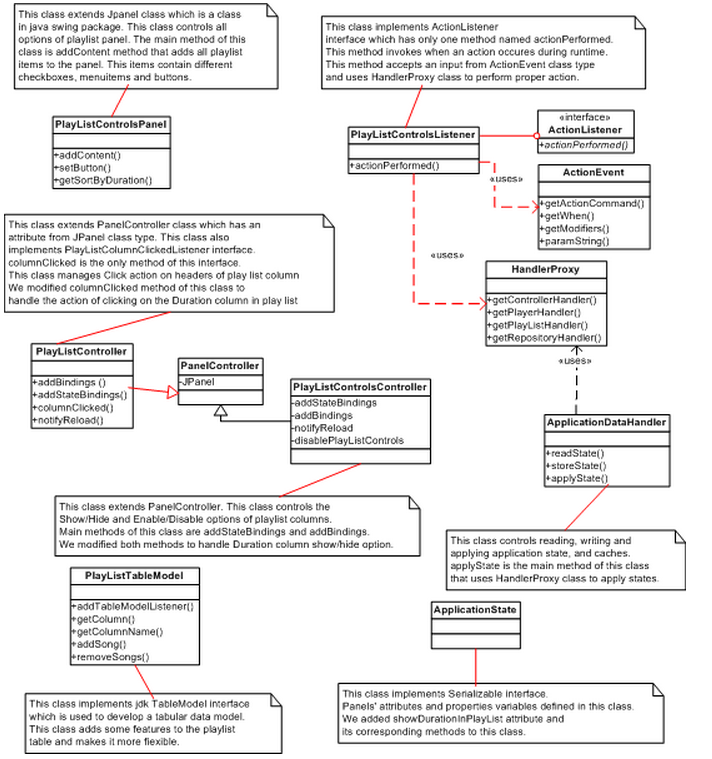 This class extends Jpanel class which is a class
in java swing package. This class controls all
options of playlist panel. The main method of this
class is addContent method that adds all playlist
items to the panel. This items contain different
checkboxes, menuitems and buttons.
This class implements ActionListener
interface which has only one method named actionPerformed.
This method invokes when an action occures during runtime.
This method accepts an input from ActionEvent class type
and uses HandlerProxy class to perform proper action.
PlayListControlsPanel
+addContent()
+setButton()
+getSortByDuration()
PlayListControlsListener
+actionPerformed()
«interface»
ActionListener
+actionPerformed()
«uses»
ActionEvent
+getActionCommand()
+getWhen()
+getModifiers()
+paramString()
This class extends PanelController class which has an
attribute from JPanel class type. This class also
implements PlayListColumnClickedListener interface.
columnClicked is the only method of this interface.
This class manages Click action on headers of play list column
We modified columnClicked method of this class to
handle the action of clicking on the Duration column in play list
«uses»
HandlerProxy
+getControllerHandler()
+getPlayerHandler()
+getPlayListHandler()
+getRepositoryHandler()
«uses»
PlayListController
+addBindings ()
+addStateBindings()
+columnClicked()
+notifyReload()
PanelController
-JPanel
PlayListControlsController
-addStateBindings
-addBindings
-notifyReload
-disablePlayListControls
ApplicationDataHandler
+readState()
+storeState()
+applyState()
This class extends PanelController. This class controls the
Show/Hide and Enable/Disable options of playlist columns.
Main methods of this class are addStateBindings and addBindings.
We modified both methods to handle Duration column show/hide option.
This class controls reading, writing and
applying application state, and caches.
applyState is the main method of this class
that uses HandlerProxy class to apply states.
PlayListTableModel
+addTableModelListener()
+getColumn()
+getColumnName()
+addSong()
+removeSongs()
ApplicationState
This class implements jdk TableModel interface
which is used to develop a tabular data model.
This class adds some features to the playlist
table and makes it more flexible.
This class implements Serializable interface.
Panels' attributes and properties variables defined in this class.
We added showDurationInPlayList attribute and
its corresponding methods to this class.